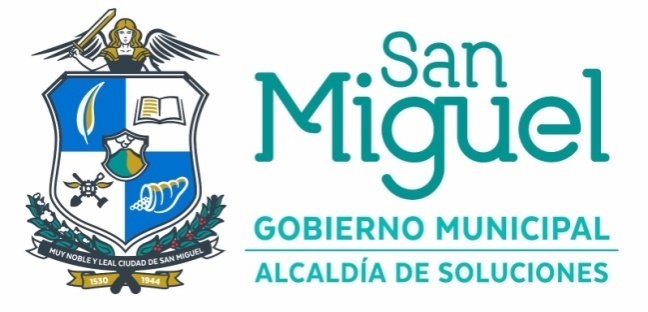 San
Miguel
GOBIERNO MUNICIPAL
ALCALDÍA DE SOLUCIONES
MUY NOBLE Y LEAL CIUDAD DE SAN MIGUEL
1530 1944